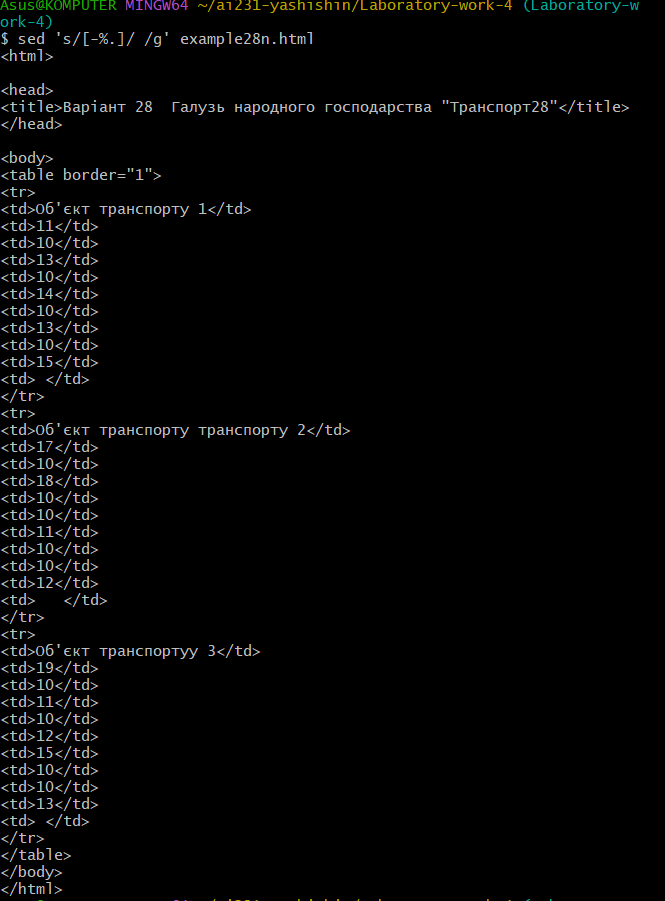 Asus@KOMPUTER MINGW64 ~/ai231-yashishin/Laboratory-work-4 (Laboratory-w
ork-4)
$ sed 's/[-%.]/ /g' example28n.html
<html>

<head>
<title>Варіант 28  Галузь народного господарства "Транспорт28"</title>
</head>

<body>
<table border="1">
<tr>
<td>Об'єкт транспорту 1</td>
<td>11</td>
<td>10</td>
<td>13</td>
<td>10</td>
<td>14</td>
<td>10</td>
<td>13</td>
<td>10</td>
<td>15</td>
<td> </td>
</tr>
<tr>
<td>Об'єкт транспорту транспорту 2</td>
<td>17</td>
<td>10</td>
<td>18</td>
<td>10</td>
<td>10</td>
<td>11</td>
<td>10</td>
<td>10</td>
<td>12</td>
<td>   </td>
</tr>
<tr>
<td>Об'єкт транспортуу 3</td>
<td>19</td>
<td>10</td>
<td>11</td>
<td>10</td>
<td>12</td>
<td>15</td>
<td>10</td>
<td>10</td>
<td>13</td>
<td> </td>
</tr>
</table>
</body>
</html>